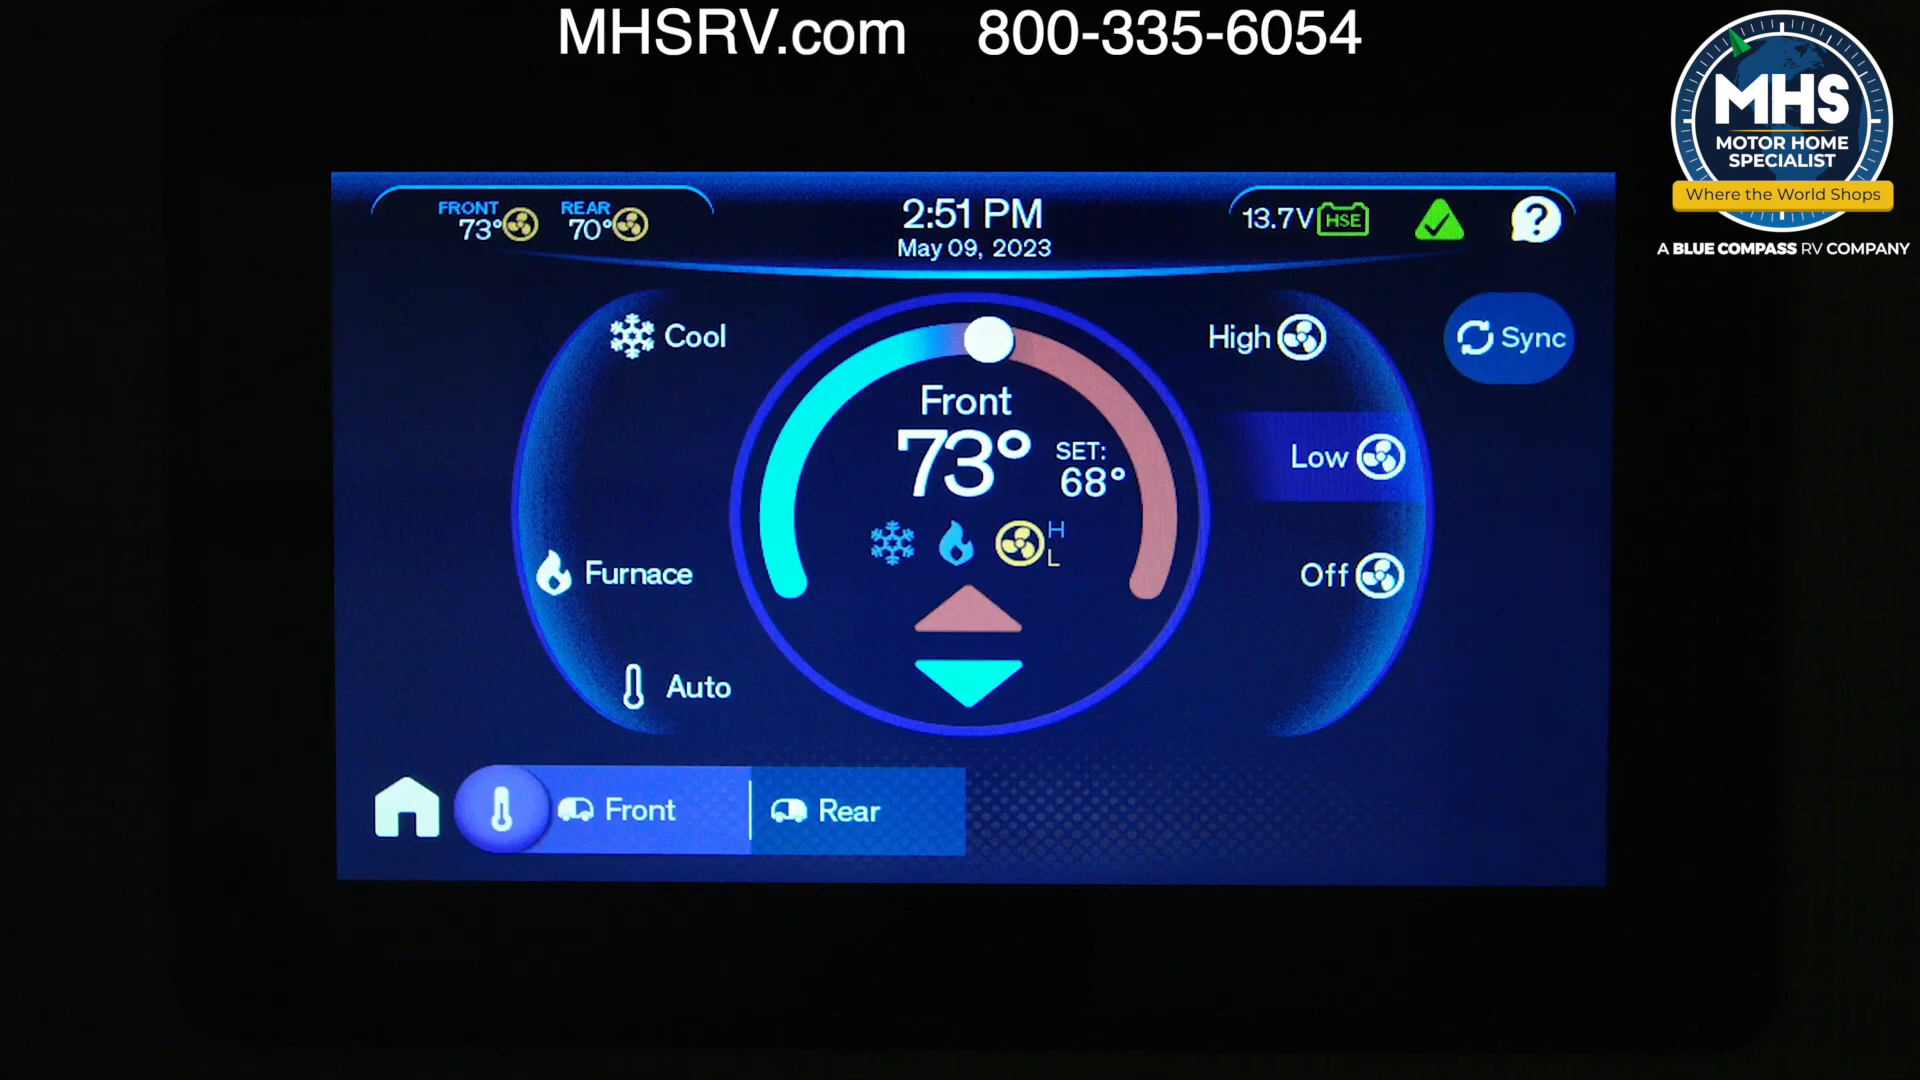 MHSRV.com 800-335-6054
MHS
MOTOR HOME
SPECIALIST
Where the World Shops
A BLUE COMPASS RV COMPANY
FRONT 73°
REAR 70°
2:51 PM
May 09, 2023
13.7V HSE
?
Cool
High
Sync
Front
73°
SET:
68°
Low
H
L
Furnace
Off
Auto
Front
Rear